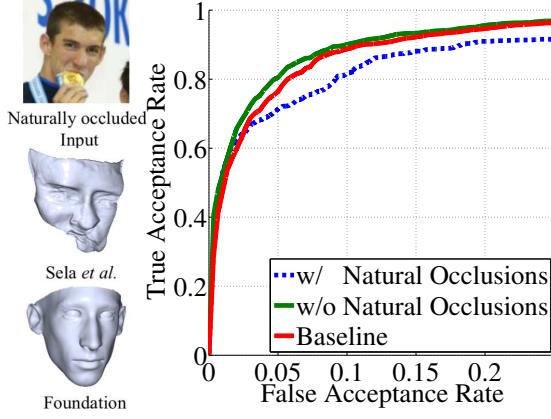 Naturally occluded
Input
Sela et al.
Foundation
True Acceptance Rate
1
0.8
0.6
0.4
0.2
0
0
0.05
0.1
0.15
0.2
False Acceptance Rate
w/ Natural Occlusions
w/o Natural Occlusions
Baseline